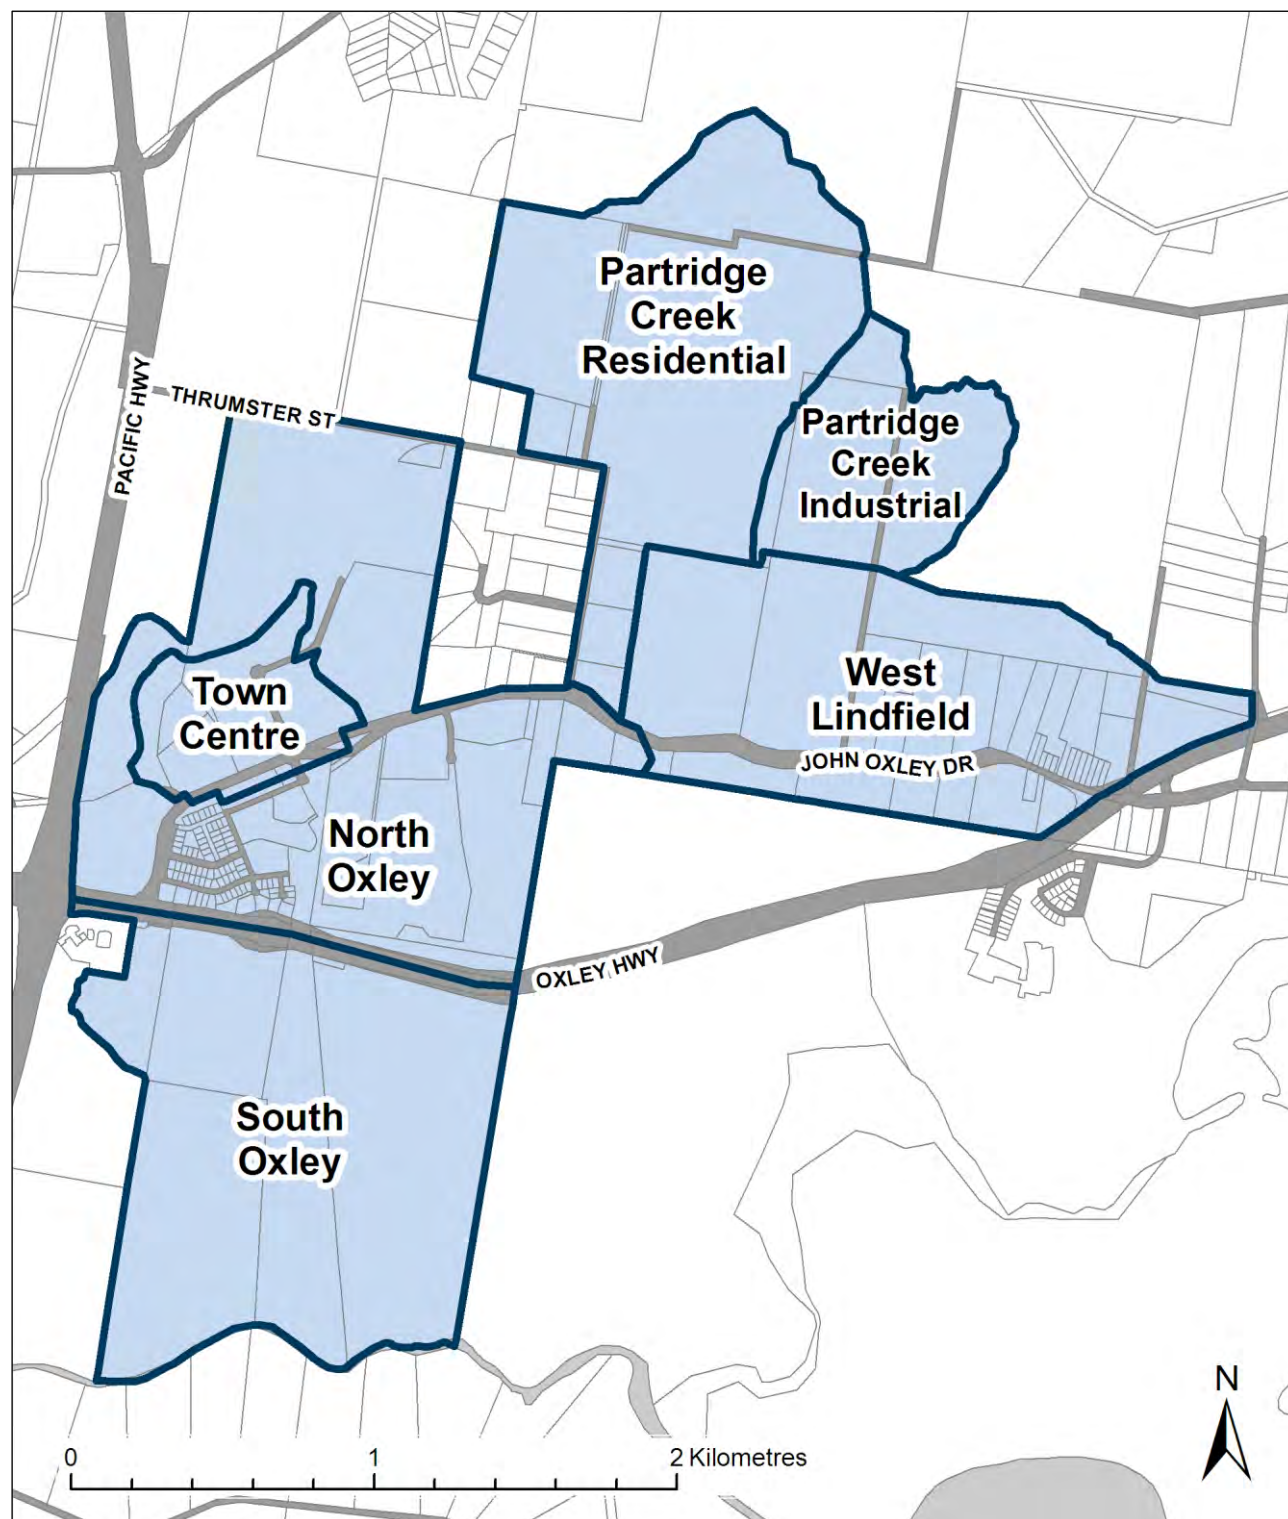 Partridge
Creek
Residential
PACIFIC HWY
THRUMSTER ST
Partridge
Creek
Industrial
Town
Centre
West
Lindfield
JOHN OXLEY DR
North
Oxley
OXLEY HWY
South
Oxley
N
0 1 2 Kilometres